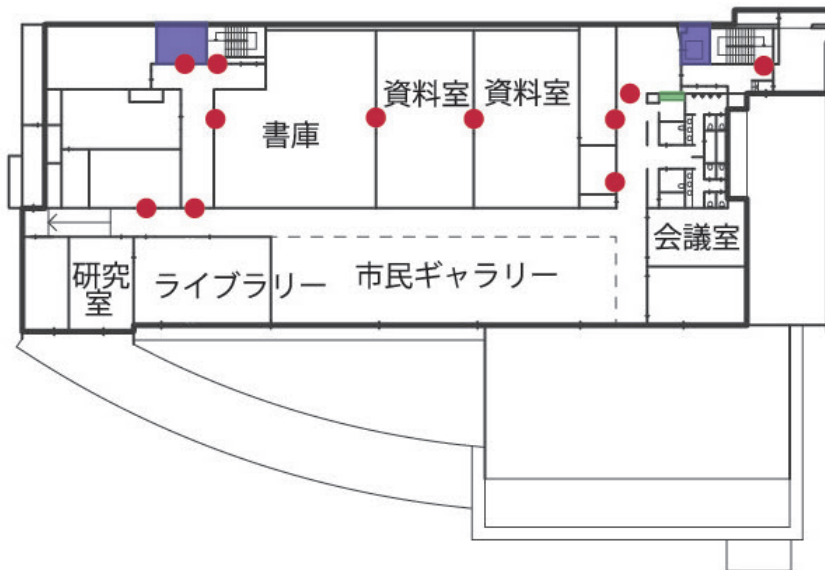 資料室
資料室
書庫
会議室
研究
室
ライブラリー
市民ギャラリー